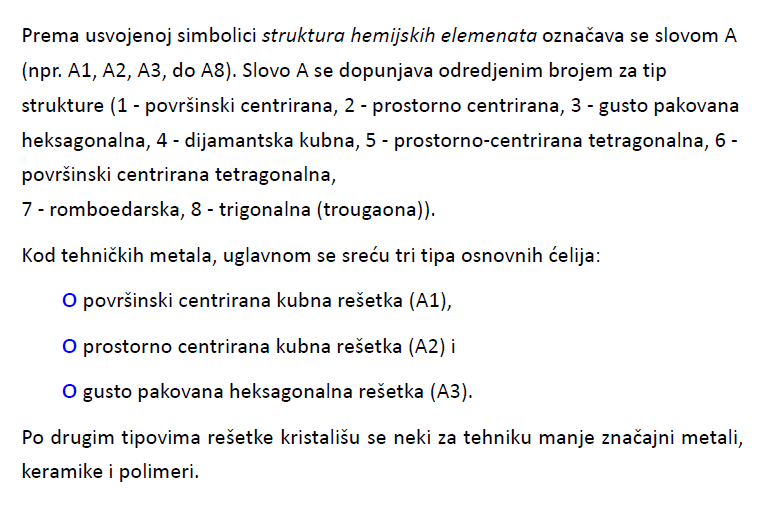 Prema usvojenoj simbolici struktura hemijskih elemenata označava se slovom A
(npr. A1, A2, A3, do A8). Slovo A se dopunjava odredjenim brojem za tip
strukture (1 - površinski centrirana, 2 - prostorno centrirana, 3 - gusto pakovana
heksagonalna, 4 - dijamantska kubna, 5 - prostorno-centrirana tetragonalna, 6 -
površinski centrirana tetragonalna,
7 - romboedarska, 8 - trigonalna (trougaona)).
Kod tehničkih metala, uglavnom se sreću tri tipa osnovnih ćelija:
O površinski centrirana kubna rešetka (A1),
O prostorno centrirana kubna rešetka (A2) i
O gusto pakovana heksagonalna rešetka (A3).
Po drugim tipovima rešetke kristališu se neki za tehniku manje značajni metali,
keramike i polimeri.